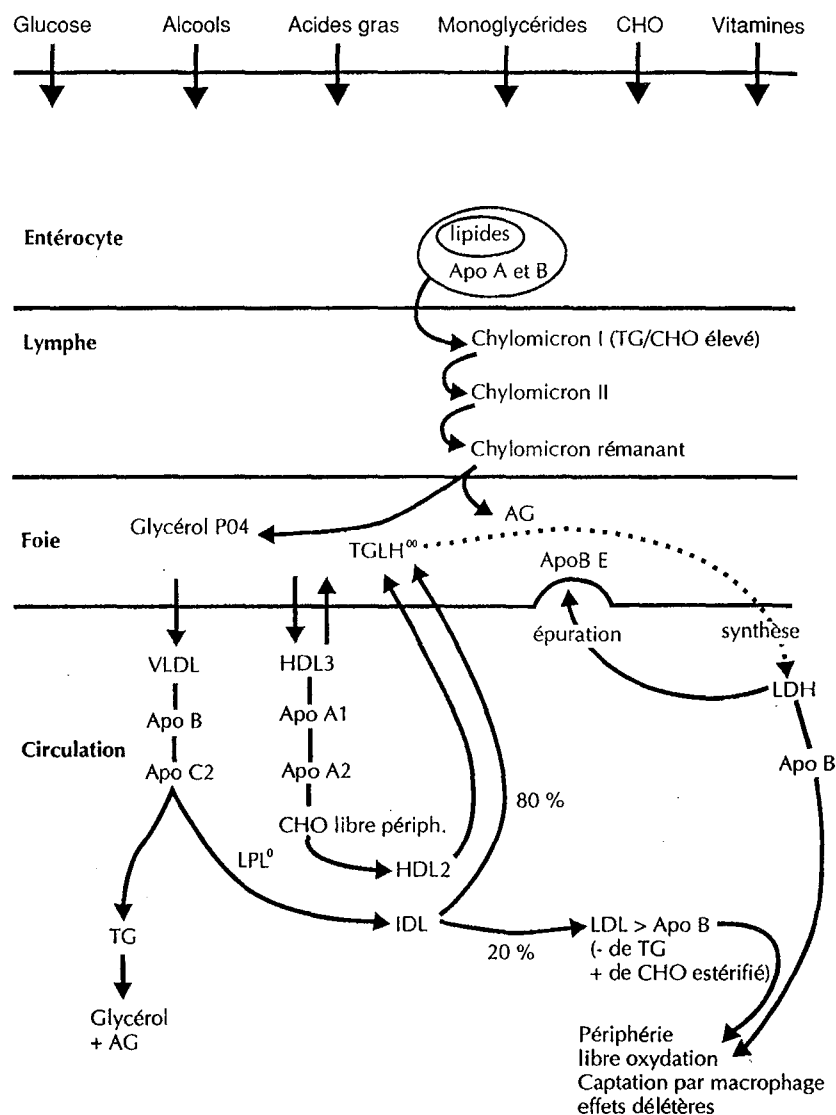 Glucose Alcools Acides gras Monoglycérides CHO Vitamines
Entérocyte
lipides
Apo A et B
Lymphe
Chylomicron I (TG/CHO élevé)
Chylomicron II
Chylomicron rémanant
Foie
Glycérol P04
AG
TGLH⁰⁰
ApoB E
épuration
synthèse
Circulation
VLDL
HDL3
LDH
Apo B
Apo A1
Apo B
Apo C2
Apo A2
80 %
CHO libre périph.
LPL⁰
HDL2
TG
IDL
20 %
LDL > Apo B
(- de TG
+ de CHO estérifié)
Glycérol
+ AG
Périphérie
libre oxydation
Captation par macrophage
effets délétères